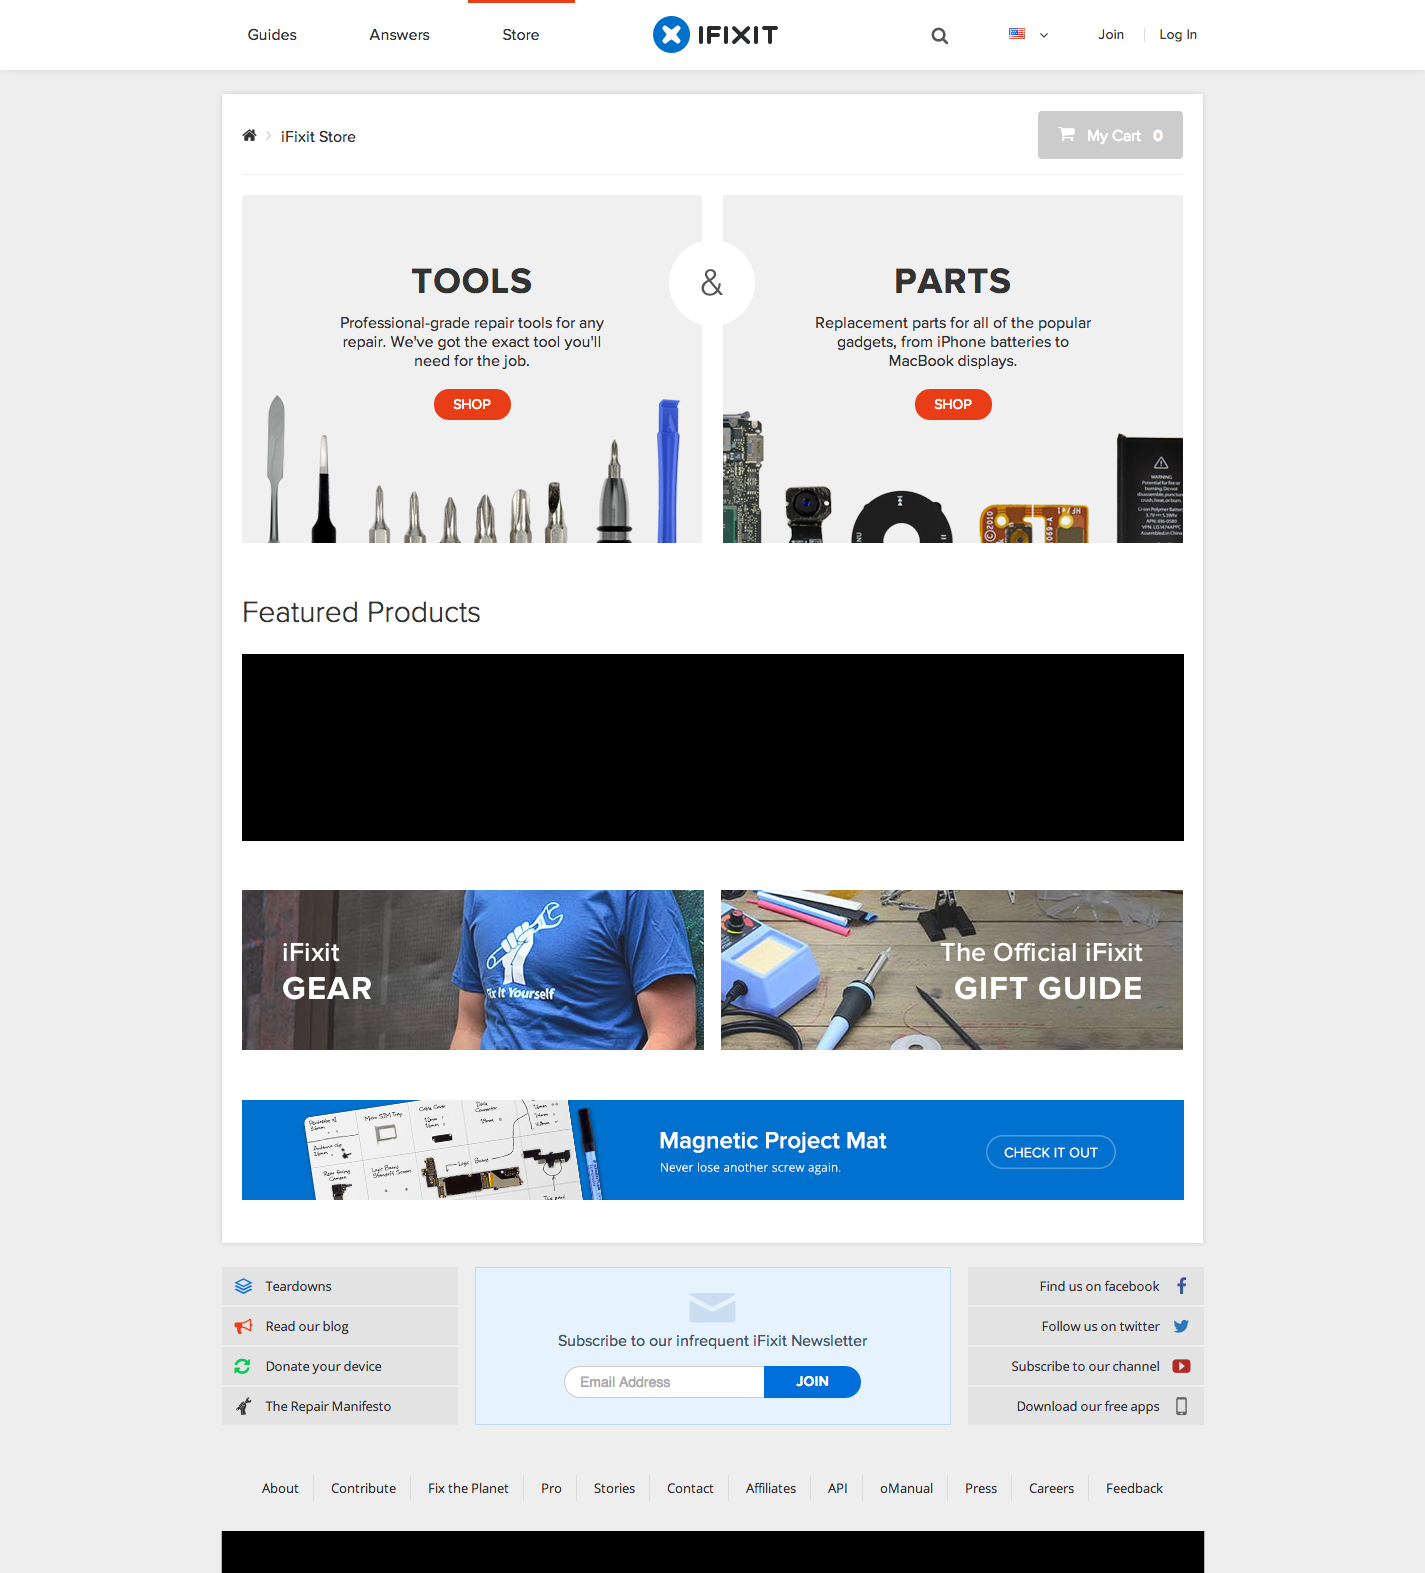 Guides
Answers
Store
IFIXIT
Join
Log In
iFixit Store
My Cart 0
TOOLS
Professional-grade repair tools for any
repair. We've got the exact tool you'll
need for the job.
SHOP
&
PARTS
Replacement parts for all of the popular
gadgets, from iPhone batteries to
MacBook displays.
SHOP
WARNING
Featured Products
iFixit
GEAR
Fix It Yourself
The Official iFixit
GIFT GUIDE
Magnetic Project Mat
Never lose another screw again.
CHECK IT OUT
Teardowns
Read our blog
Donate your device
The Repair Manifesto
Subscribe to our infrequent iFixit Newsletter
Email Address
JOIN
Find us on facebook
Follow us on twitter
Subscribe to our channel
Download our free apps
About
Contribute
Fix the Planet
Pro
Stories
Contact
Affiliates
API
oManual
Press
Careers
Feedback